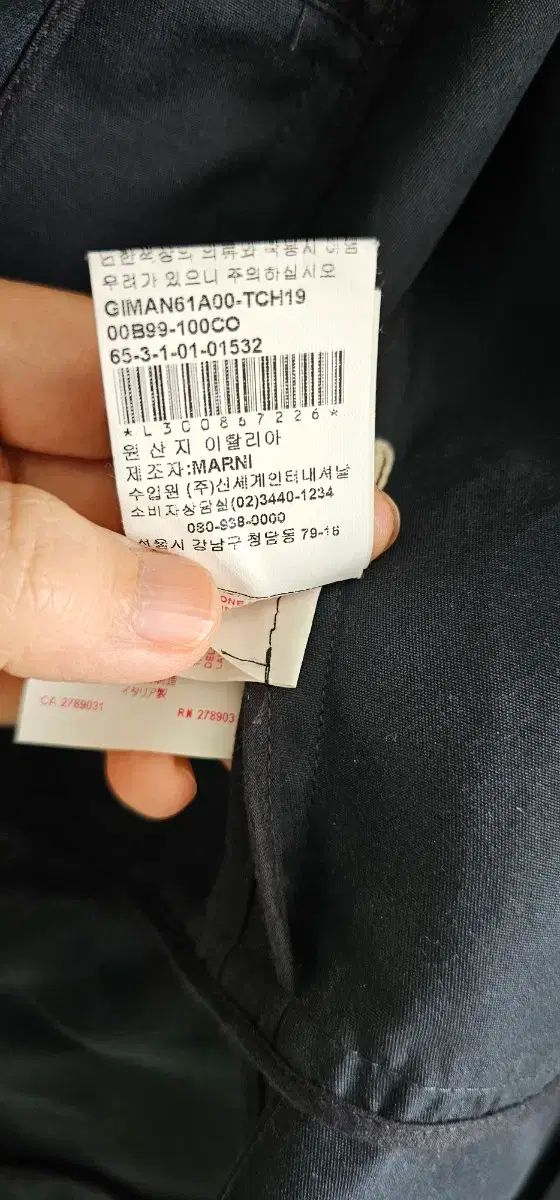 우려가 있으니 주의하십시오
GIMAN61A00-TCH19
00B99-100CO
65-3-1-01-01532
*L3C0867226*
원산지 이탈리아
제조자:MARNI
수입원 (주)신세계인터내셔날
소비자상담실(02)3440-1234
080-938-0000
서울시 강남구 청담동 79-16
イタリア製
CA 2789031
RN 278903